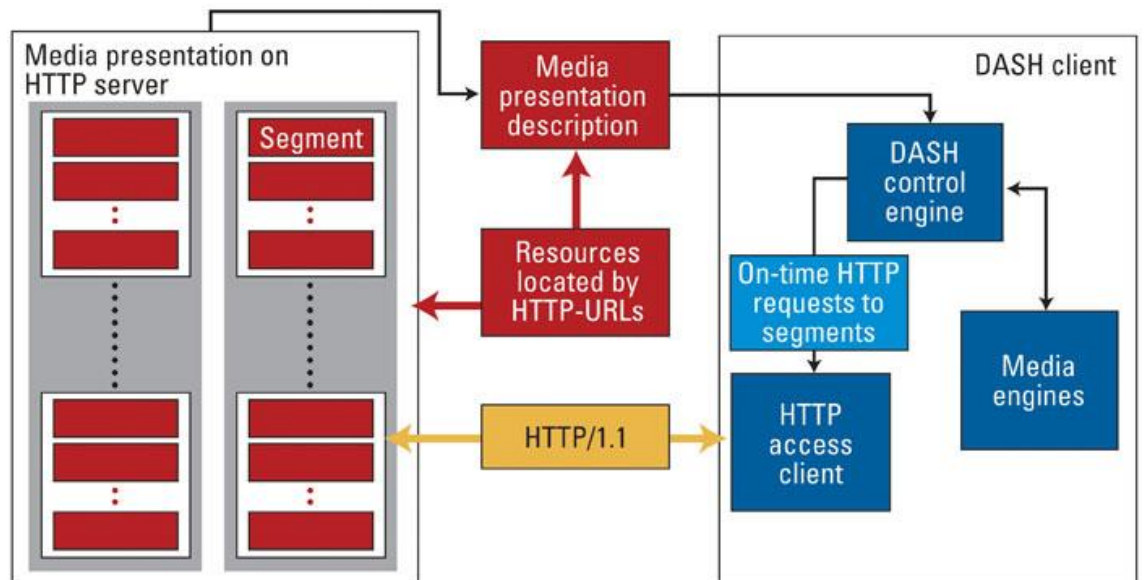 Media presentation on
HTTP server
Segment
Media
presentation
description
Resources
located by
HTTP-URLs
HTTP/1.1
DASH client
DASH
control
engine
On-time HTTP
requests to
segments
HTTP
access
client
Media
engines